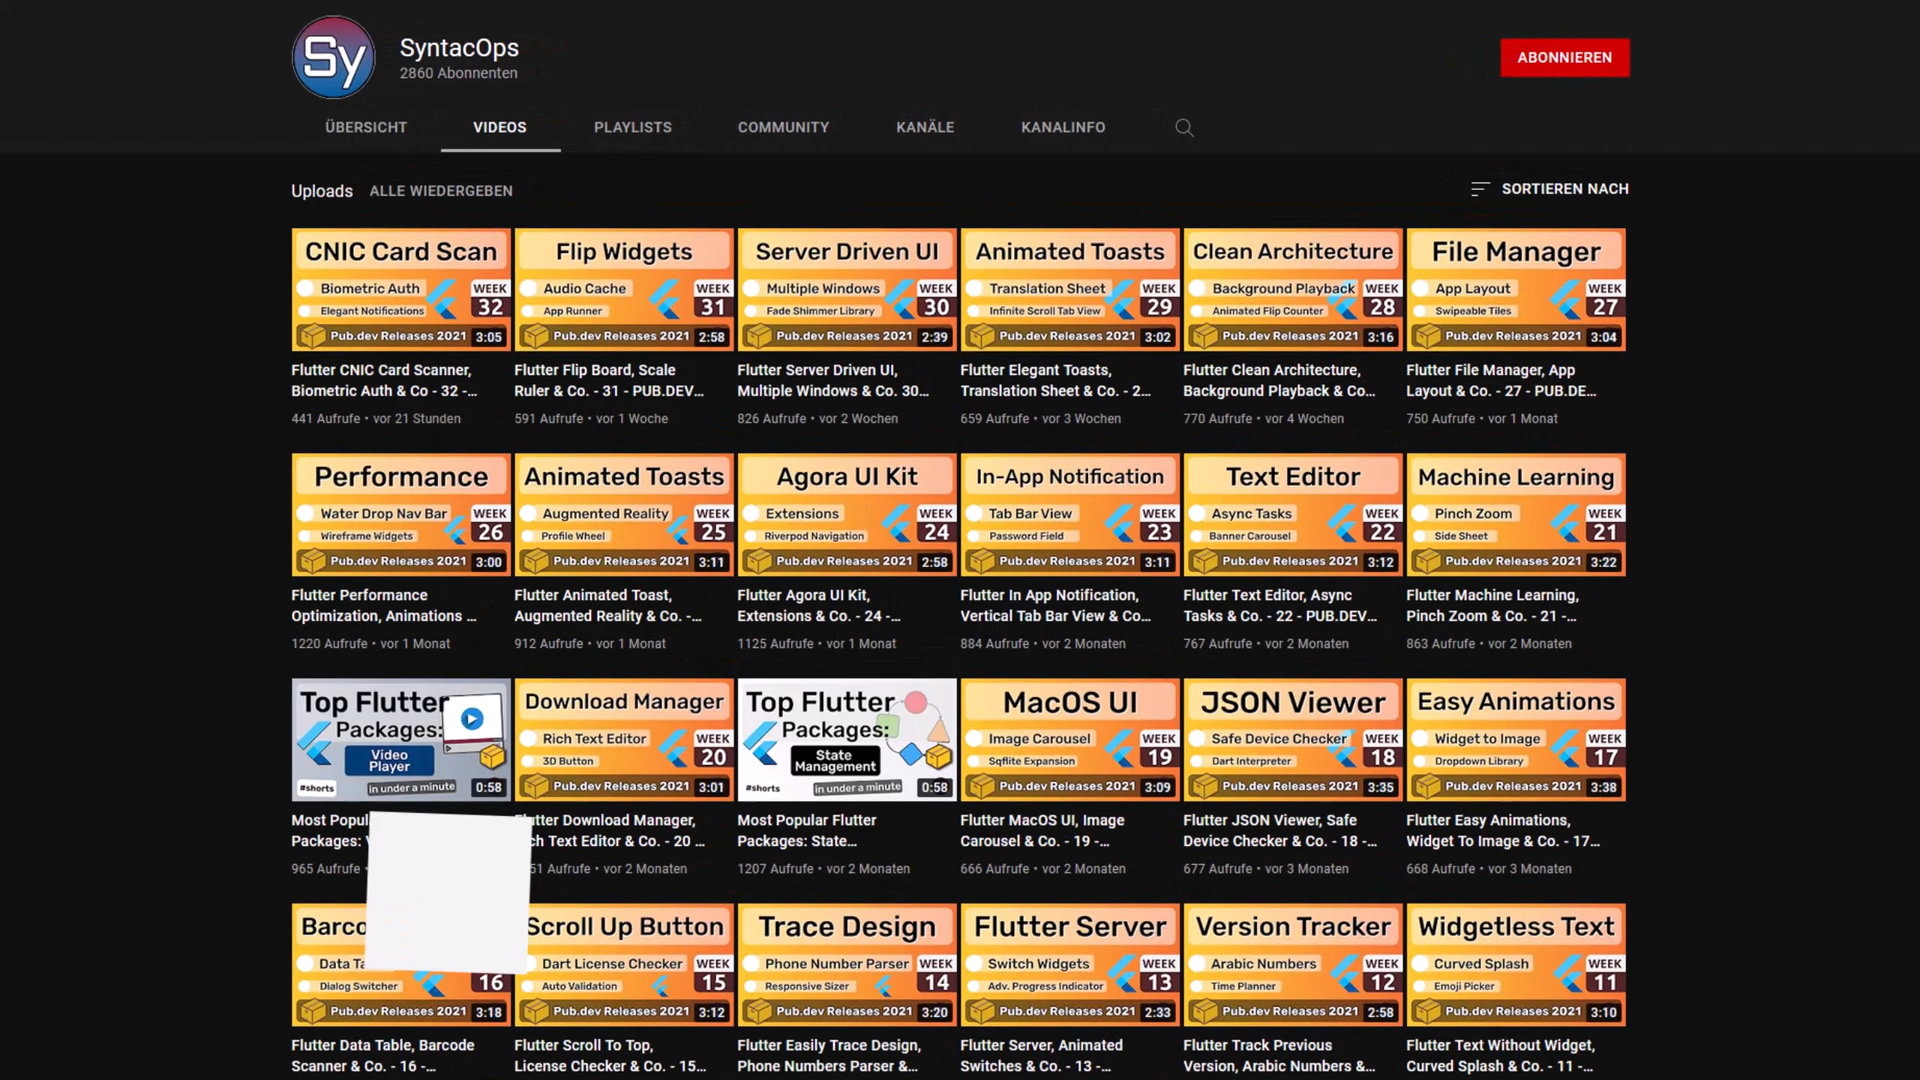 Sy
SyntacOps
2860 Abonnenten
ABONNIEREN
ÜBERSICHT
VIDEOS
PLAYLISTS
COMMUNITY
KANÄLE
KANALINFO
Uploads
ALLE WIEDERGEBEN
SORTIEREN NACH
CNIC Card Scan
Biometric Auth
Elegant Notifications
WEEK
32
Pub.dev Releases 2021
3:05
Flutter CNIC Card Scanner,
Biometric Auth & Co - 32 -...
441 Aufrufe • vor 21 Stunden
Flip Widgets
Audio Cache
App Runner
WEEK
31
Pub.dev Releases 2021
2:58
Flutter Flip Board, Scale
Ruler & Co. - 31 - PUB.DEV...
591 Aufrufe • vor 1 Woche
Server Driven UI
Multiple Windows
Fade Shimmer Library
WEEK
30
Pub.dev Releases 2021
2:39
Flutter Server Driven UI,
Multiple Windows & Co. 30...
826 Aufrufe • vor 2 Wochen
Animated Toasts
Translation Sheet
Infinite Scroll Tab View
WEEK
29
Pub.dev Releases 2021
3:02
Flutter Elegant Toasts,
Translation Sheet & Co. - 2...
659 Aufrufe • vor 3 Wochen
Clean Architecture
Background Playback
Animated Flip Counter
WEEK
28
Pub.dev Releases 2021
3:16
Flutter Clean Architecture,
Background Playback & Co...
770 Aufrufe • vor 4 Wochen
File Manager
App Layout
Swipeable Tiles
WEEK
27
Pub.dev Releases 2021
3:04
Flutter File Manager, App
Layout & Co. - 27 - PUB.DE...
750 Aufrufe • vor 1 Monat
Performance
Water Drop Nav Bar
Wireframe Widgets
WEEK
26
Pub.dev Releases 2021
3:00
Flutter Performance
Optimization, Animations ...
1220 Aufrufe • vor 1 Monat
Animated Toasts
Augmented Reality
Profile Wheel
WEEK
25
Pub.dev Releases 2021
3:11
Flutter Animated Toast,
Augmented Reality & Co. -...
912 Aufrufe • vor 1 Monat
Agora UI Kit
Extensions
Riverpod Navigation
WEEK
24
Pub.dev Releases 2021
2:58
Flutter Agora UI Kit,
Extensions & Co. - 24 -...
1125 Aufrufe • vor 1 Monat
In-App Notification
Tab Bar View
Password Field
WEEK
23
Pub.dev Releases 2021
3:11
Flutter In App Notification,
Vertical Tab Bar View & Co...
884 Aufrufe • vor 2 Monaten
Text Editor
Async Tasks
Banner Carousel
WEEK
22
Pub.dev Releases 2021
3:12
Flutter Text Editor, Async
Tasks & Co. - 22 - PUB.DEV...
767 Aufrufe • vor 2 Monaten
Machine Learning
Pinch Zoom
Side Sheet
WEEK
21
Pub.dev Releases 2021
3:22
Flutter Machine Learning,
Pinch Zoom & Co. - 21 -...
863 Aufrufe • vor 2 Monaten
Top Flutter
Packages:
Video
Player
#shorts
in under a minute
0:58
Most Popul
Packages:
965 Aufrufe
Download Manager
Rich Text Editor
3D Button
WEEK
20
Pub.dev Releases 2021
3:01
Flutter Download Manager,
ch Text Editor & Co. - 20 ...
51 Aufrufe • vor 2 Monaten
Top Flutter
Packages:
State
Management
#shorts
in under a minute
0:58
Most Popular Flutter
Packages: State...
1207 Aufrufe • vor 2 Monaten
MacOS UI
Image Carousel
Sqflite Expansion
WEEK
19
Pub.dev Releases 2021
3:09
Flutter MacOS UI, Image
Carousel & Co. - 19 -...
666 Aufrufe • vor 2 Monaten
JSON Viewer
Safe Device Checker
Dart Interpreter
WEEK
18
Pub.dev Releases 2021
3:35
Flutter JSON Viewer, Safe
Device Checker & Co. - 18 -...
677 Aufrufe • vor 3 Monaten
Easy Animations
Widget to Image
Dropdown Library
WEEK
17
Pub.dev Releases 2021
3:38
Flutter Easy Animations,
Widget To Image & Co. - 17...
668 Aufrufe • vor 3 Monaten
Barco
Data Ta
Dialog Switcher
16
Pub.dev Releases 2021
3:18
Flutter Data Table, Barcode
Scanner & Co. - 16 -...
Scroll Up Button
Dart License Checker
Auto Validation
WEEK
15
Pub.dev Releases 2021
3:12
Flutter Scroll To Top,
License Checker & Co. - 15...
Trace Design
Phone Number Parser
Responsive Sizer
WEEK
14
Pub.dev Releases 2021
3:20
Flutter Easily Trace Design,
Phone Numbers Parser &...
Flutter Server
Switch Widgets
Adv. Progress Indicator
WEEK
13
Pub.dev Releases 2021
2:33
Flutter Server, Animated
Switches & Co. - 13 -...
Version Tracker
Arabic Numbers
Time Planner
WEEK
12
Pub.dev Releases 2021
2:58
Flutter Track Previous
Version, Arabic Numbers &...
Widgetless Text
Curved Splash
Emoji Picker
WEEK
11
Pub.dev Releases 2021
3:10
Flutter Text Without Widget,
Curved Splash & Co. - 11 -...